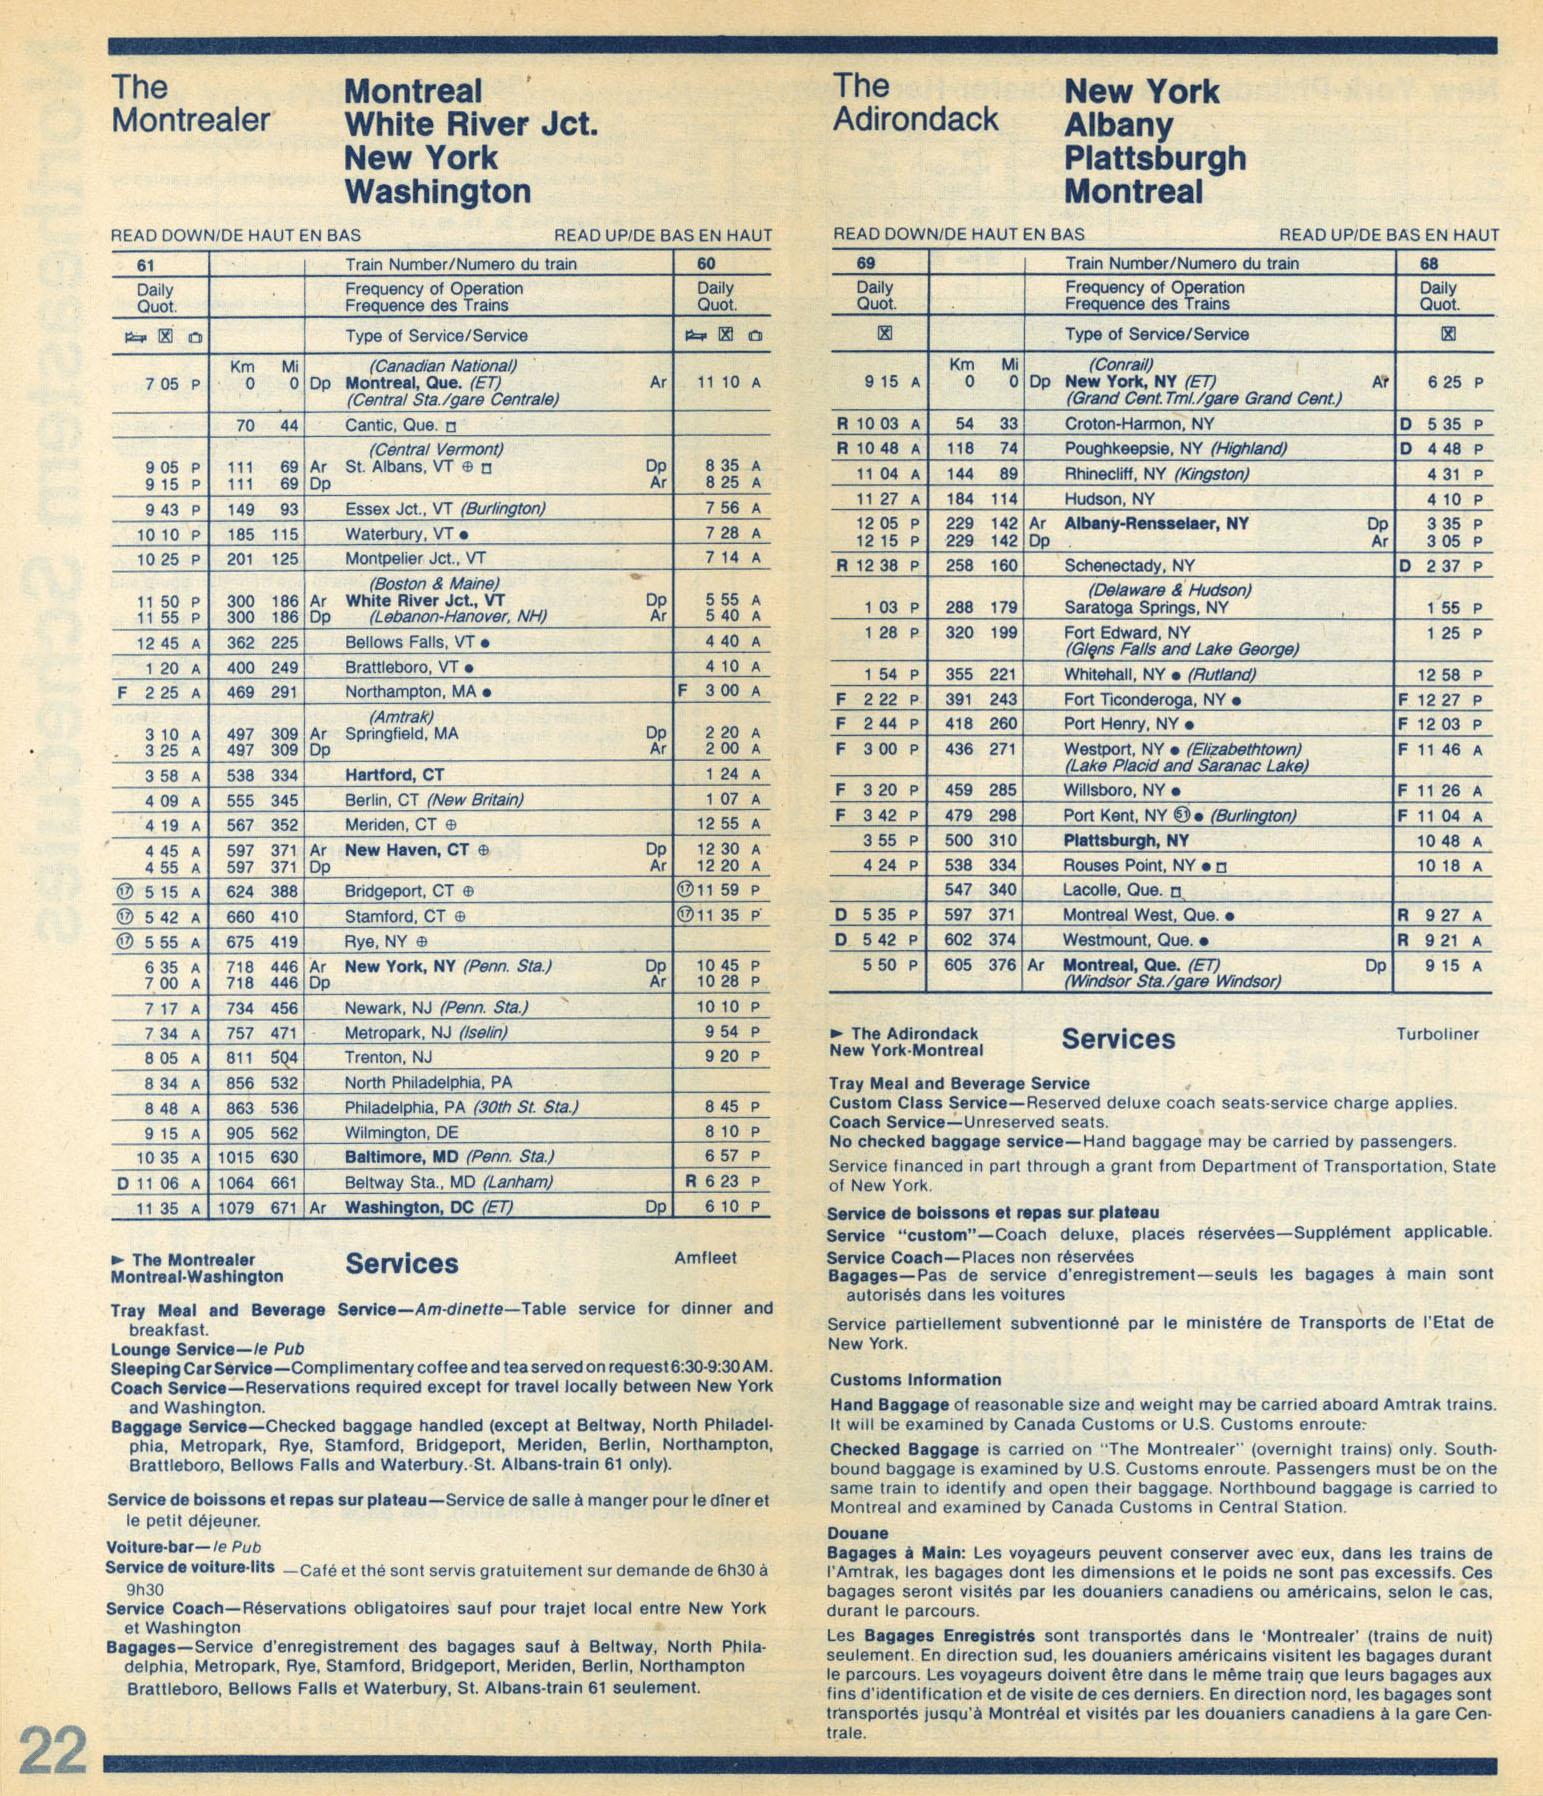 The
Montrealer
Montreal
White River Jct.
New York
Washington
READ DOWN/DE HAUT EN BAS READ UP/DE BAS EN HAUT
61 Train Number/Numero du train 60
Daily Quot. Frequency of Operation Daily Quot.
Frequence des Trains
Type of Service/Service
Km Mi (Canadian National)
7 05 P 0 0 Dp Montreal, Que. (ET) Ar 11 10 A
(Central Sta./gare Centrale)
70 44 Cantic, Que. □
(Central Vermont)
9 05 P 111 69 Ar St. Albans, VT ⊕ □ Dp 8 35 A
9 15 P 111 69 Dp Ar 8 25 A
9 43 P 149 93 Essex Jct., VT (Burlington) 7 56 A
10 10 P 185 115 Waterbury, VT ● 7 28 A
10 25 P 201 125 Montpelier Jct., VT 7 14 A
(Boston & Maine)
11 50 P 300 186 Ar White River Jct., VT Dp 5 55 A
11 55 P 300 186 Dp (Lebanon-Hanover, NH) Ar 5 40 A
12 45 A 362 225 Bellows Falls, VT ● 4 40 A
1 20 A 400 249 Brattleboro, VT ● 4 10 A
F 2 25 A 469 291 Northampton, MA ● F 3 00 A
(Amtrak)
3 10 A 497 309 Ar Springfield, MA Dp 2 20 A
3 25 A 497 309 Dp Ar 2 00 A
3 58 A 538 334 Hartford, CT 1 24 A
4 09 A 555 345 Berlin, CT (New Britain) 1 07 A
4 19 A 567 352 Meriden, CT ⊕ 12 55 A
4 45 A 597 371 Ar New Haven, CT ⊕ Dp 12 30 A
4 55 A 597 371 Dp Ar 12 20 A
⑰ 5 15 A 624 388 Bridgeport, CT ⊕ ⑰ 11 59 P
⑰ 5 42 A 660 410 Stamford, CT ⊕ ⑰ 11 35 P
⑰ 5 55 A 675 419 Rye, NY ⊕
6 35 A 718 446 Ar New York, NY (Penn. Sta.) Dp 10 45 P
7 00 A 718 446 Dp Ar 10 28 P
7 17 A 734 456 Newark, NJ (Penn. Sta.) 10 10 P
7 34 A 757 471 Metropark, NJ (Iselin) 9 54 P
8 05 A 811 504 Trenton, NJ 9 20 P
8 34 A 856 532 North Philadelphia, PA
8 48 A 863 536 Philadelphia, PA (30th St. Sta.) 8 45 P
9 15 A 905 562 Wilmington, DE 8 10 P
10 35 A 1015 630 Baltimore, MD (Penn. Sta.) 6 57 P
D 11 06 A 1064 661 Beltway Sta., MD (Lanham) R 6 23 P
11 35 A 1079 671 Ar Washington, DC (ET) Dp 6 10 P
► The Montrealer
Montreal-Washington
Services
Amfleet
Tray Meal and Beverage Service—Am-dinette—Table service for dinner and
breakfast.
Lounge Service—le Pub
Sleeping Car Service—Complimentary coffee and tea served on request 6:30-9:30 AM.
Coach Service—Reservations required except for travel locally between New York
and Washington.
Baggage Service—Checked baggage handled (except at Beltway, North Philadel-
phia, Metropark, Rye, Stamford, Bridgeport, Meriden, Berlin, Northampton,
Brattleboro, Bellows Falls and Waterbury. St. Albans-train 61 only).
Service de boissons et repas sur plateau—Service de salle à manger pour le dîner et
le petit déjeuner.
Voiture-bar—le Pub
Service de voiture-lits —Café et thé sont servis gratuitement sur demande de 6h30 à
9h30
Service Coach—Réservations obligatoires sauf pour trajet local entre New York
et Washington
Bagages—Service d'enregistrement des bagages sauf à Beltway, North Phila-
delphia, Metropark, Rye, Stamford, Bridgeport, Meriden, Berlin, Northampton
Brattleboro, Bellows Falls et Waterbury, St. Albans-train 61 seulement.
22
The
Adirondack
New York
Albany
Plattsburgh
Montreal
READ DOWN/DE HAUT EN BAS READ UP/DE BAS EN HAUT
69 Train Number/Numero du train 68
Daily Quot. Frequency of Operation Daily Quot.
Frequence des Trains
Type of Service/Service
Km Mi (Conrail)
9 15 A 0 0 Dp New York, NY (ET) Ar 6 25 P
(Grand Cent. Tml./gare Grand Cent.)
R 10 03 A 54 33 Croton-Harmon, NY D 5 35 P
R 10 48 A 118 74 Poughkeepsie, NY (Highland) D 4 48 P
11 04 A 144 89 Rhinecliff, NY (Kingston) 4 31 P
11 27 A 184 114 Hudson, NY 4 10 P
12 05 P 229 142 Ar Albany-Rensselaer, NY Dp 3 35 P
12 15 P 229 142 Dp Ar 3 05 P
R 12 38 P 258 160 Schenectady, NY D 2 37 P
(Delaware & Hudson)
1 03 P 288 179 Saratoga Springs, NY 1 55 P
1 28 P 320 199 Fort Edward, NY 1 25 P
(Glens Falls and Lake George)
1 54 P 355 221 Whitehall, NY ● (Rutland) 12 58 P
F 2 22 P 391 243 Fort Ticonderoga, NY ● F 12 27 P
F 2 44 P 418 260 Port Henry, NY ● F 12 03 P
F 3 00 P 436 271 Westport, NY ● (Elizabethtown) F 11 46 A
(Lake Placid and Saranac Lake)
F 3 20 P 459 285 Willsboro, NY ● F 11 26 A
F 3 42 P 479 298 Port Kent, NY 51 ● (Burlington) F 11 04 A
3 55 P 500 310 Plattsburgh, NY 10 48 A
4 24 P 538 334 Rouses Point, NY ● □ 10 18 A
547 340 Lacolle, Que. □
D 5 35 P 597 371 Montreal West, Que. ● R 9 27 A
D 5 42 P 602 374 Westmount, Que. ● R 9 21 A
5 50 P 605 376 Ar Montreal, Que. (ET) Dp 9 15 A
(Windsor Sta./gare Windsor)
► The Adirondack
New York-Montreal
Services
Turboliner
Tray Meal and Beverage Service
Custom Class Service—Reserved deluxe coach seats-service charge applies.
Coach Service—Unreserved seats.
No checked baggage service—Hand baggage may be carried by passengers.
Service financed in part through a grant from Department of Transportation, State
of New York.
Service de boissons et repas sur plateau
Service "custom"—Coach deluxe, places réservées—Supplément applicable.
Service Coach—Places non réservées
Bagages—Pas de service d'enregistrement—seuls les bagages à main sont
autorisés dans les voitures
Service partiellement subventionné par le ministére de Transports de l'Etat de
New York.
Customs Information
Hand Baggage of reasonable size and weight may be carried aboard Amtrak trains.
It will be examined by Canada Customs or U.S. Customs enroute.
Checked Baggage is carried on "The Montrealer" (overnight trains) only. South-
bound baggage is examined by U.S. Customs enroute. Passengers must be on the
same train to identify and open their baggage. Northbound baggage is carried to
Montreal and examined by Canada Customs in Central Station.
Douane
Bagages à Main: Les voyageurs peuvent conserver avec eux, dans les trains de
l'Amtrak, les bagages dont les dimensions et le poids ne sont pas excessifs. Ces
bagages seront visités par les douaniers canadiens ou américains, selon le cas,
durant le parcours.
Les Bagages Enregistrés sont transportés dans le 'Montrealer' (trains de nuit)
seulement. En direction sud, les douaniers américains visitent les bagages durant
le parcours. Les voyageurs doivent être dans le même train que leurs bagages aux
fins d'identification et de visite de ces derniers. En direction nord, les bagages sont
transportés jusqu'à Montréal et visités par les douaniers canadiens à la gare Cen-
trale.